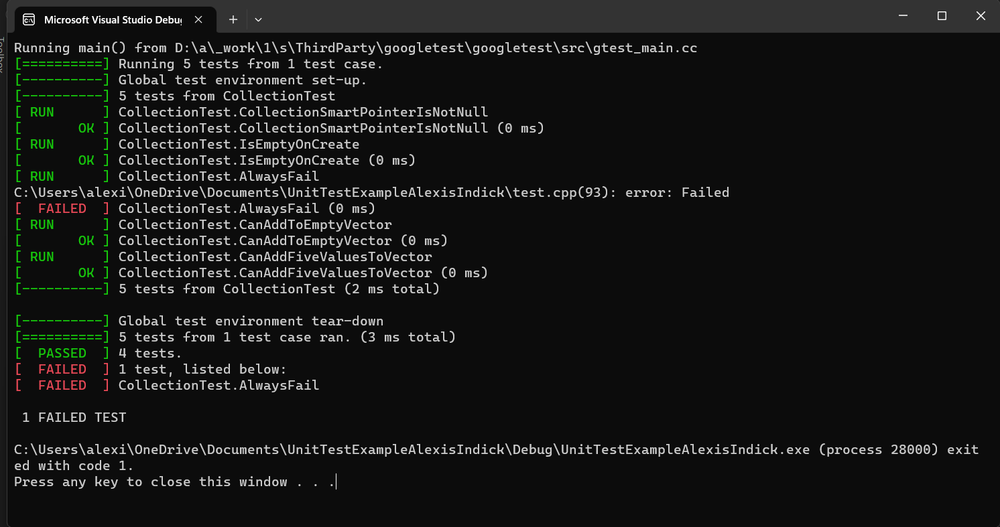 Microsoft Visual Studio Debu
Running main() from D:\a\_work\1\s\ThirdParty\googletest\googletest\src\gtest_main.cc
[==========] Running 5 tests from 1 test case.
[----------] Global test environment set-up.
[----------] 5 tests from CollectionTest
[ RUN      ] CollectionTest.CollectionSmartPointerIsNotNull
[       OK ] CollectionTest.CollectionSmartPointerIsNotNull (0 ms)
[ RUN      ] CollectionTest.IsEmptyOnCreate
[       OK ] CollectionTest.IsEmptyOnCreate (0 ms)
[ RUN      ] CollectionTest.AlwaysFail
C:\Users\alexi\OneDrive\Documents\UnitTestExampleAlexisIndick\test.cpp(93): error: Failed
[  FAILED  ] CollectionTest.AlwaysFail (0 ms)
[ RUN      ] CollectionTest.CanAddToEmptyVector
[       OK ] CollectionTest.CanAddToEmptyVector (0 ms)
[ RUN      ] CollectionTest.CanAddFiveValuesToVector
[       OK ] CollectionTest.CanAddFiveValuesToVector (0 ms)
[----------] 5 tests from CollectionTest (2 ms total)

[----------] Global test environment tear-down
[==========] 5 tests from 1 test case ran. (3 ms total)
[  PASSED  ] 4 tests.
[  FAILED  ] 1 test, listed below:
[  FAILED  ] CollectionTest.AlwaysFail

 1 FAILED TEST

C:\Users\alexi\OneDrive\Documents\UnitTestExampleAlexisIndick\Debug\UnitTestExampleAlexisIndick.exe (process 28000) exit
ed with code 1.
Press any key to close this window . . .